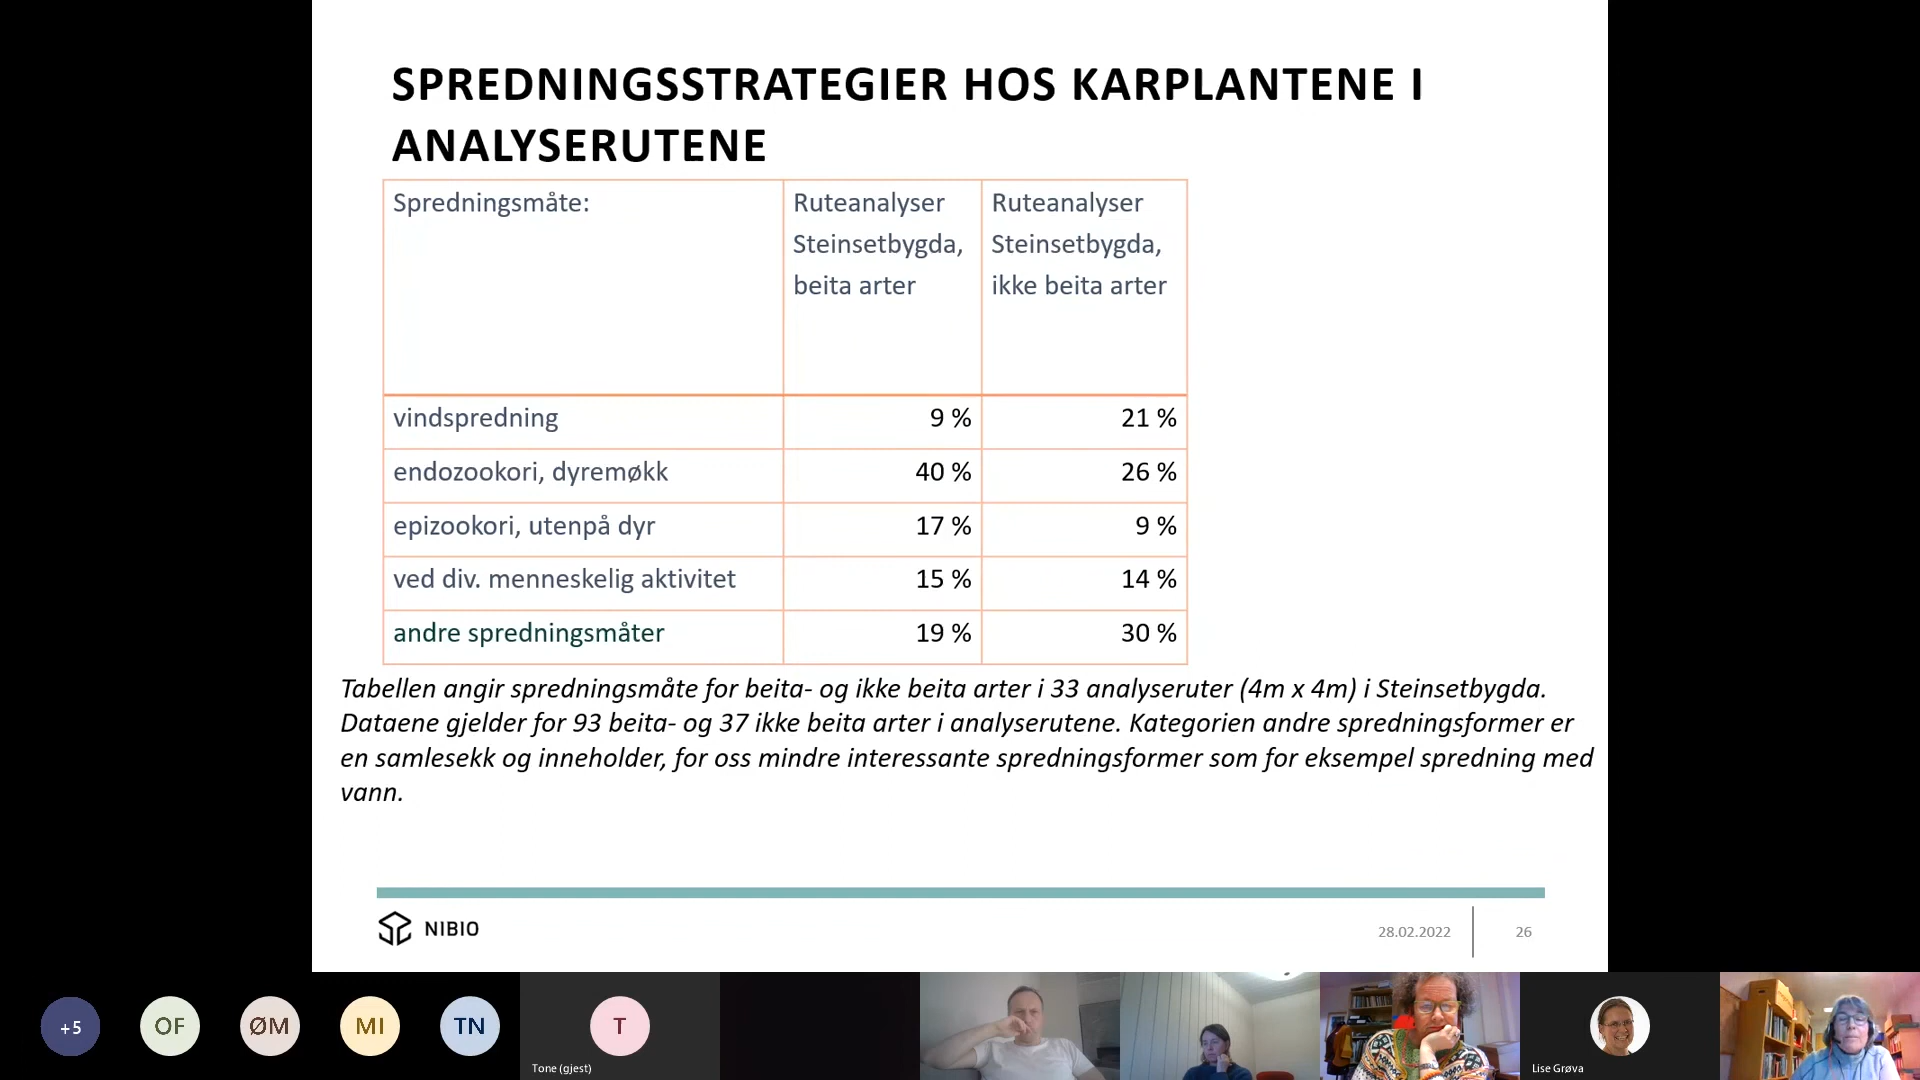 SPREDNINGSSTRATEGIER HOS KARPLANTENE I
ANALYSERUTENE
Spredningsmåte:
Ruteanalyser
Steinsetbygda,
beita arter
Ruteanalyser
Steinsetbygda,
ikke beita arter
vindspredning 9 % 21 %
endozookori, dyremøkk 40 % 26 %
epizookori, utenpå dyr 17 % 9 %
ved div. menneskelig aktivitet 15 % 14 %
andre spredningsmåter 19 % 30 %
Tabellen angir spredningsmåte for beita- og ikke beita arter i 33 analyseruter (4m x 4m) i Steinsetbygda.
Dataene gjelder for 93 beita- og 37 ikke beita arter i analyserutene. Kategorien andre spredningsformer er
en samlesekk og inneholder, for oss mindre interessante spredningsformer som for eksempel spredning med
vann.
NIBIO
28.02.2022
26
+5
OF
ØM
MI
TN
T
Tone (gjest)
Lise Grøva